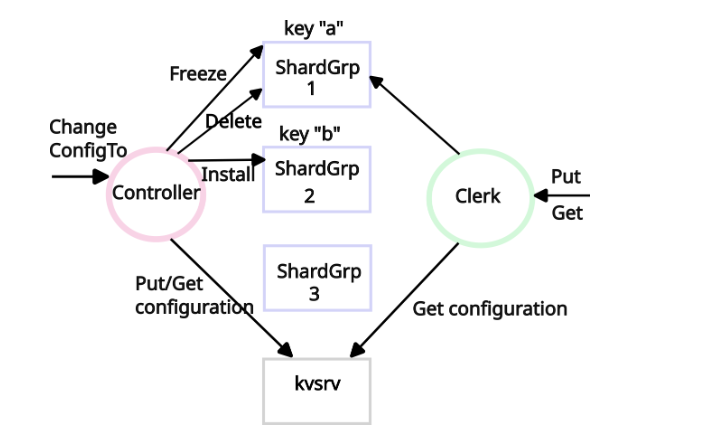 key "a"
Freeze
ShardGrp
1
Delete
Change
ConfigTo
key "b"
Install
ShardGrp
2
Controller
Clerk
Put
Get
ShardGrp
3
Put/Get
configuration
Get configuration
kvsrv